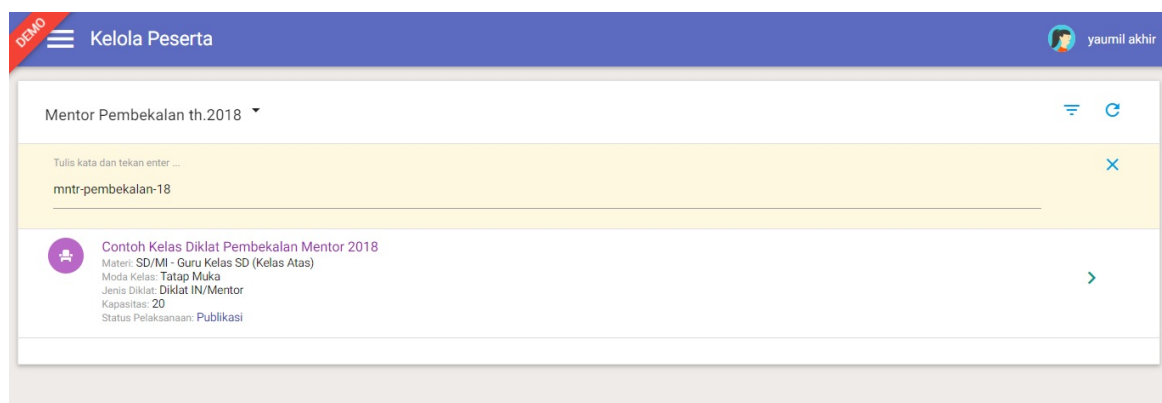 DEMO
Kelola Peserta
yaumil akhir
Mentor Pembekalan th.2018
Tulis kata dan tekan enter ...
mntr-pembekalan-18
Contoh Kelas Diklat Pembekalan Mentor 2018
Materi: SD/MI - Guru Kelas SD (Kelas Atas)
Moda Kelas: Tatap Muka
Jenis Diklat: Diklat IN/Mentor
Kapasitas: 20
Status Pelaksanaan: Publikasi